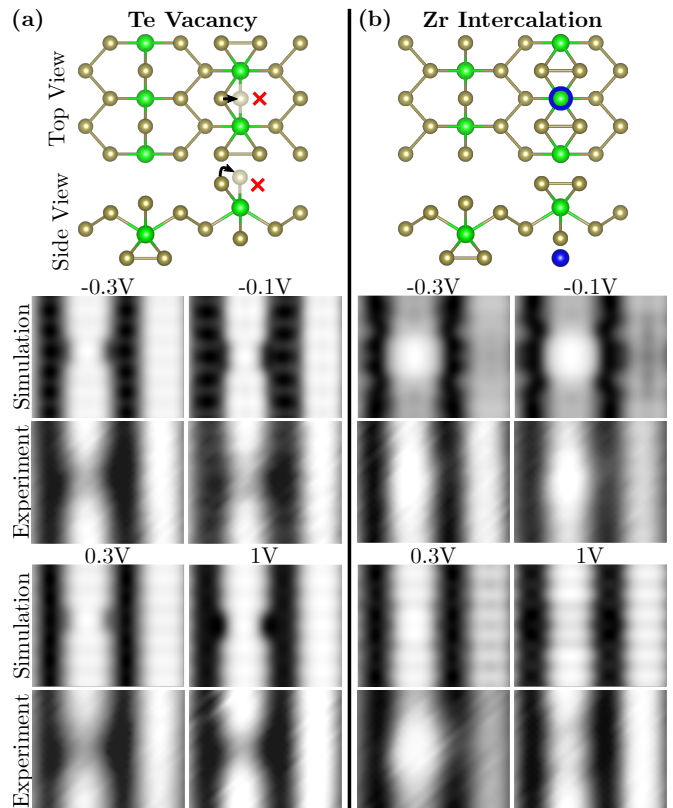 (a) Te Vacancy
(b) Zr Intercalation
Top View
Side View
-0.3V -0.1V
-0.3V -0.1V
Simulation
Experiment
0.3V 1V
0.3V 1V
Simulation
Experiment